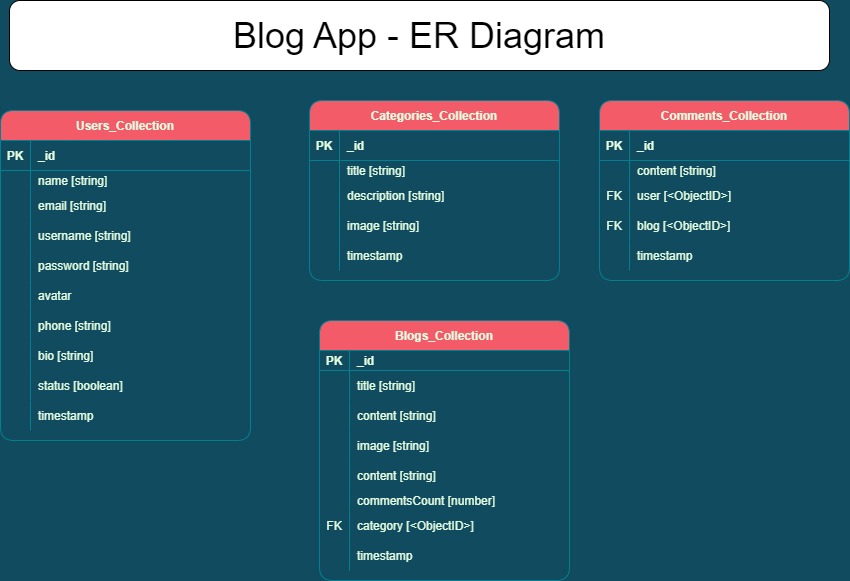 Blog App - ER Diagram
Users_Collection
PK _id
name [string]
email [string]
username [string]
password [string]
avatar
phone [string]
bio [string]
status [boolean]
timestamp
Categories_Collection
PK _id
title [string]
description [string]
image [string]
timestamp
Comments_Collection
PK _id
content [string]
FK user [<ObjectID>]
FK blog [<ObjectID>]
timestamp
Blogs_Collection
PK _id
title [string]
content [string]
image [string]
content [string]
commentsCount [number]
FK category [<ObjectID>]
timestamp